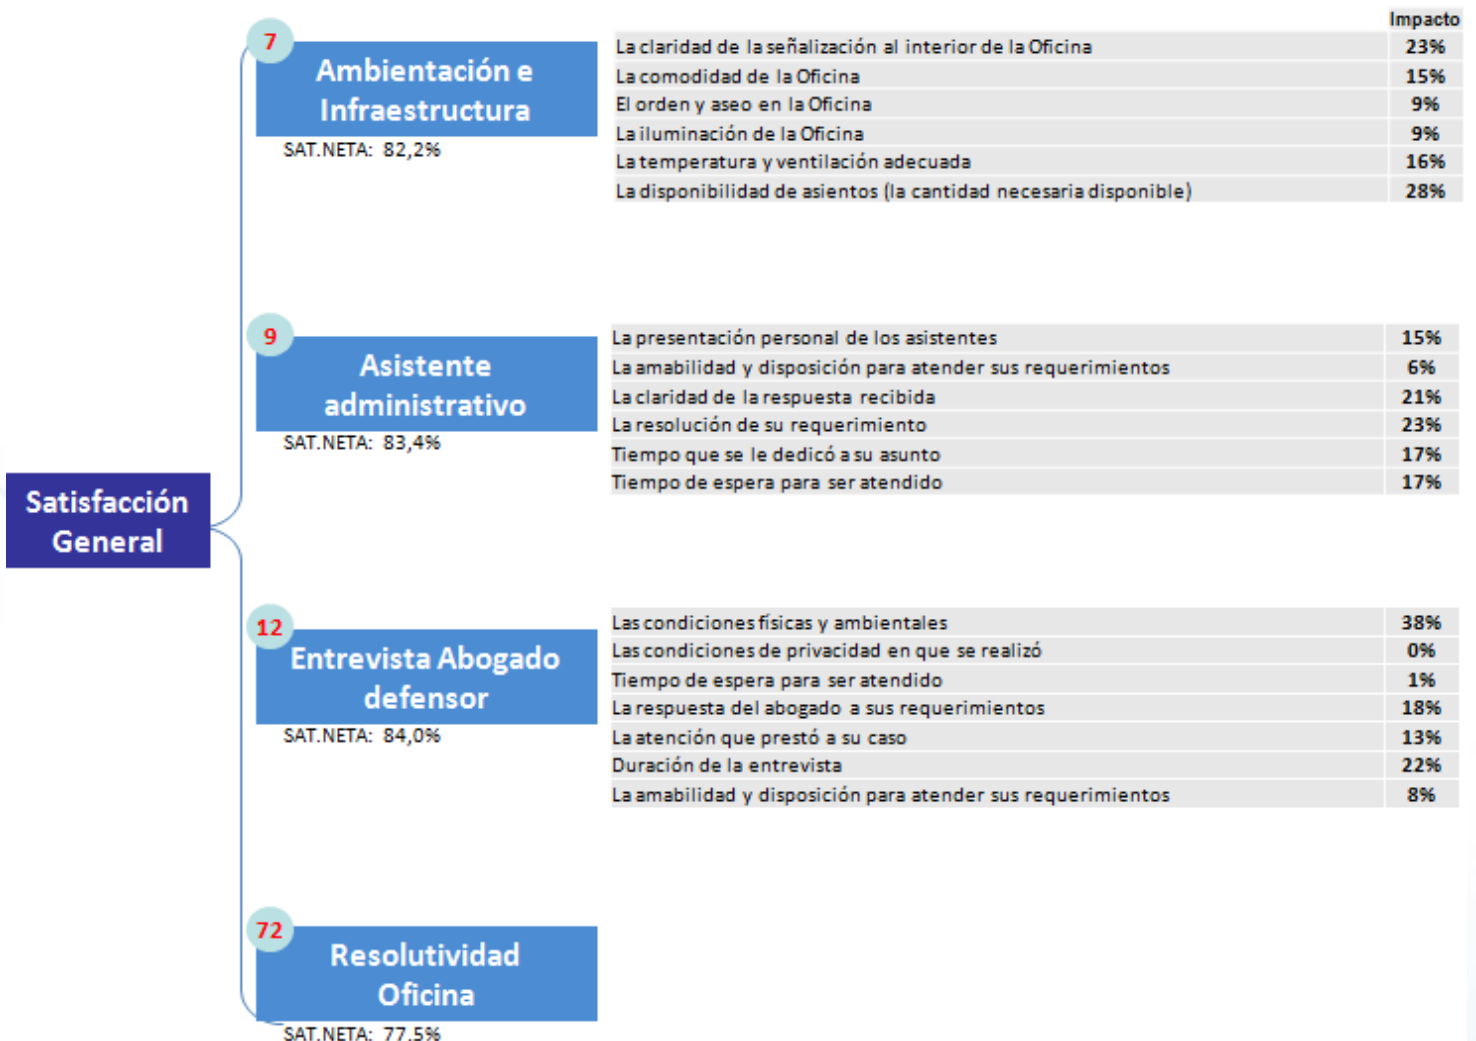 Impacto
7
Ambientación e
Infraestructura
SAT.NETA: 82,2%
La claridad de la señalización al interior de la Oficina 23%
La comodidad de la Oficina 15%
El orden y aseo en la Oficina 9%
La iluminación de la Oficina 9%
La temperatura y ventilación adecuada 16%
La disponibilidad de asientos (la cantidad necesaria disponible) 28%
9
Asistente
administrativo
SAT.NETA: 83,4%
La presentación personal de los asistentes 15%
La amabilidad y disposición para atender sus requerimientos 6%
La claridad de la respuesta recibida 21%
La resolución de su requerimiento 23%
Tiempo que se le dedicó a su asunto 17%
Tiempo de espera para ser atendido 17%
Satisfacción
General
12
Entrevista Abogado
defensor
SAT.NETA: 84,0%
Las condiciones físicas y ambientales 38%
Las condiciones de privacidad en que se realizó 0%
Tiempo de espera para ser atendido 1%
La respuesta del abogado a sus requerimientos 18%
La atención que prestó a su caso 13%
Duración de la entrevista 22%
La amabilidad y disposición para atender sus requerimientos 8%
72
Resolutividad
Oficina
SAT.NETA: 77,5%